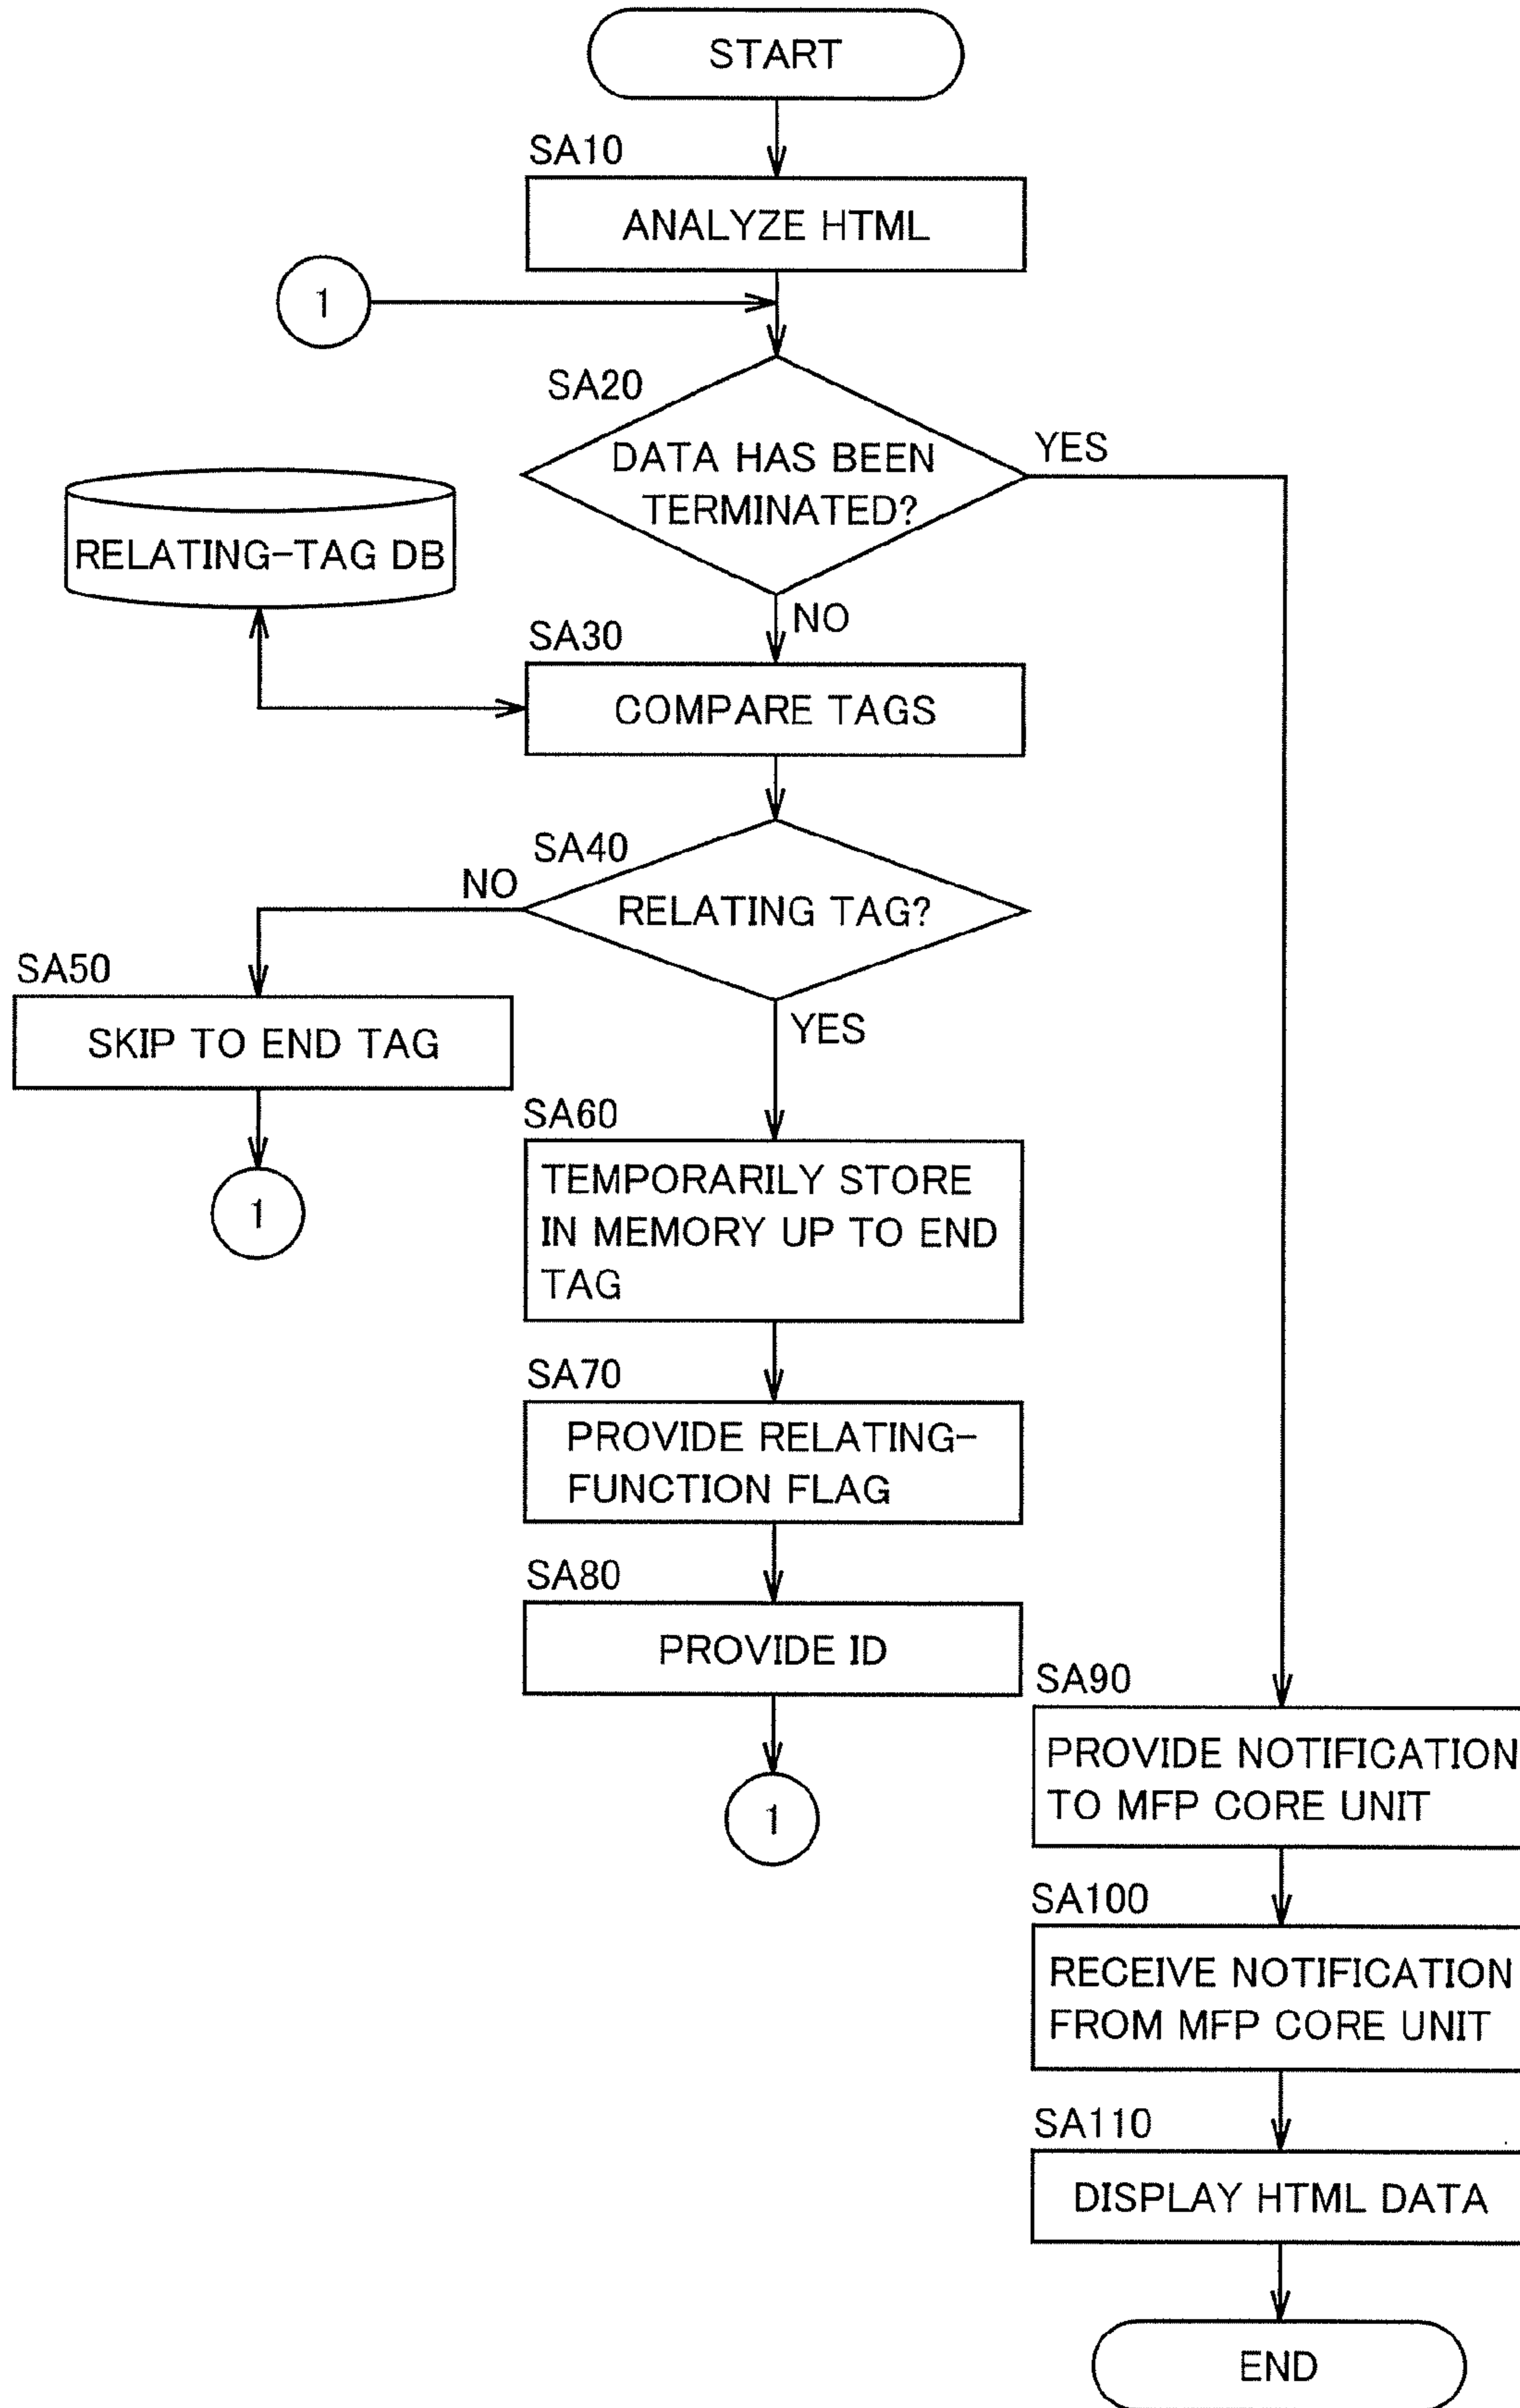 START
SA10
ANALYZE HTML
1
SA20
DATA HAS BEEN
TERMINATED?
YES
RELATING-TAG DB
NO
SA30
COMPARE TAGS
SA40
NO
RELATING TAG?
SA50
SKIP TO END TAG
YES
1
SA60
TEMPORARILY STORE
IN MEMORY UP TO END
TAG
SA70
PROVIDE RELATING-
FUNCTION FLAG
SA80
PROVIDE ID
1
SA90
PROVIDE NOTIFICATION
TO MFP CORE UNIT
SA100
RECEIVE NOTIFICATION
FROM MFP CORE UNIT
SA110
DISPLAY HTML DATA
END